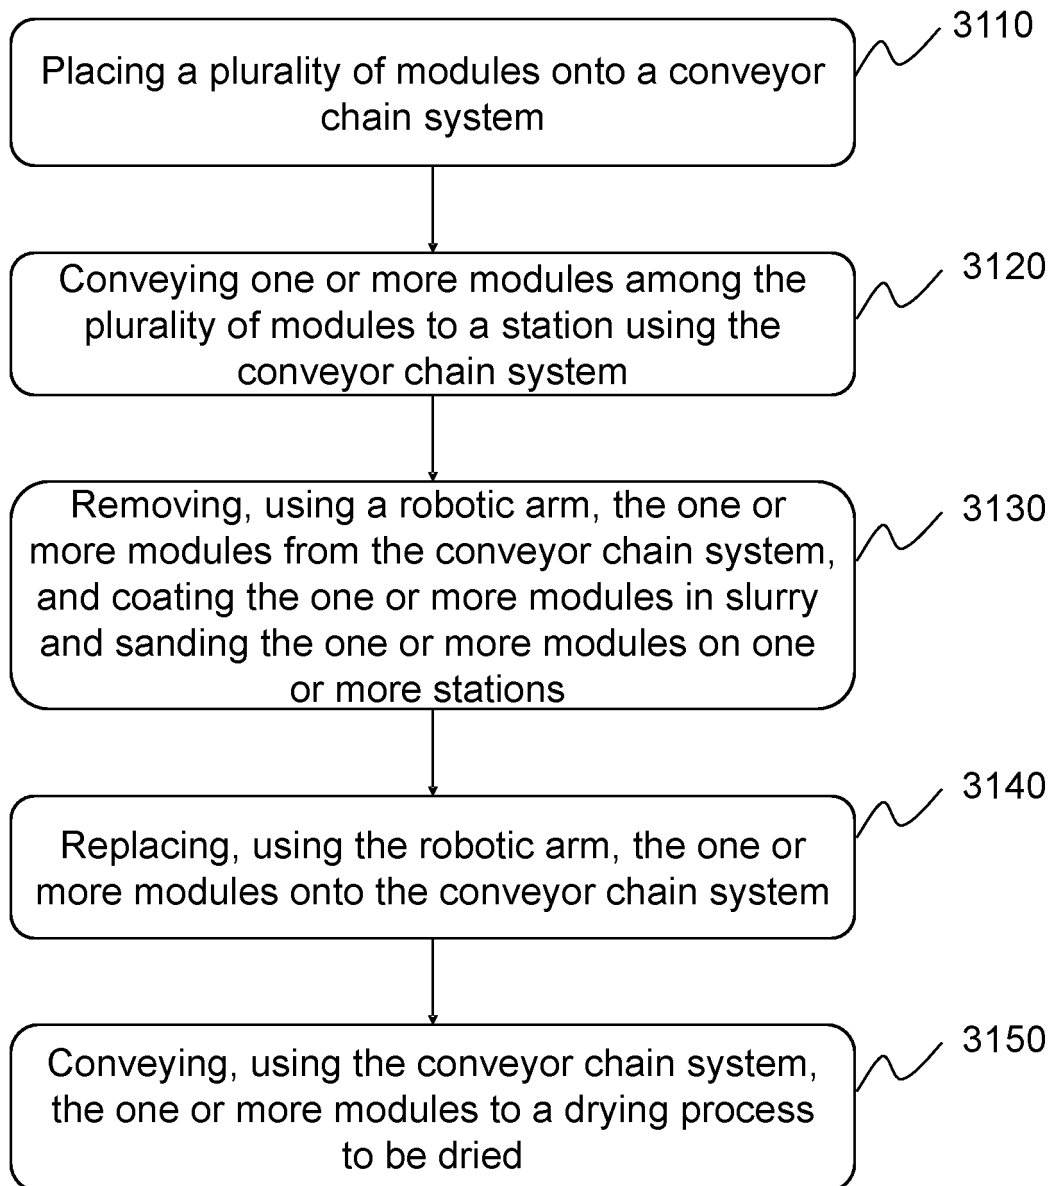 3110
Placing a plurality of modules onto a conveyor
chain system
3120
Conveying one or more modules among the
plurality of modules to a station using the
conveyor chain system
3130
Removing, using a robotic arm, the one or
more modules from the conveyor chain system,
and coating the one or more modules in slurry
and sanding the one or more modules on one
or more stations
3140
Replacing, using the robotic arm, the one or
more modules onto the conveyor chain system
3150
Conveying, using the conveyor chain system,
the one or more modules to a drying process
to be dried